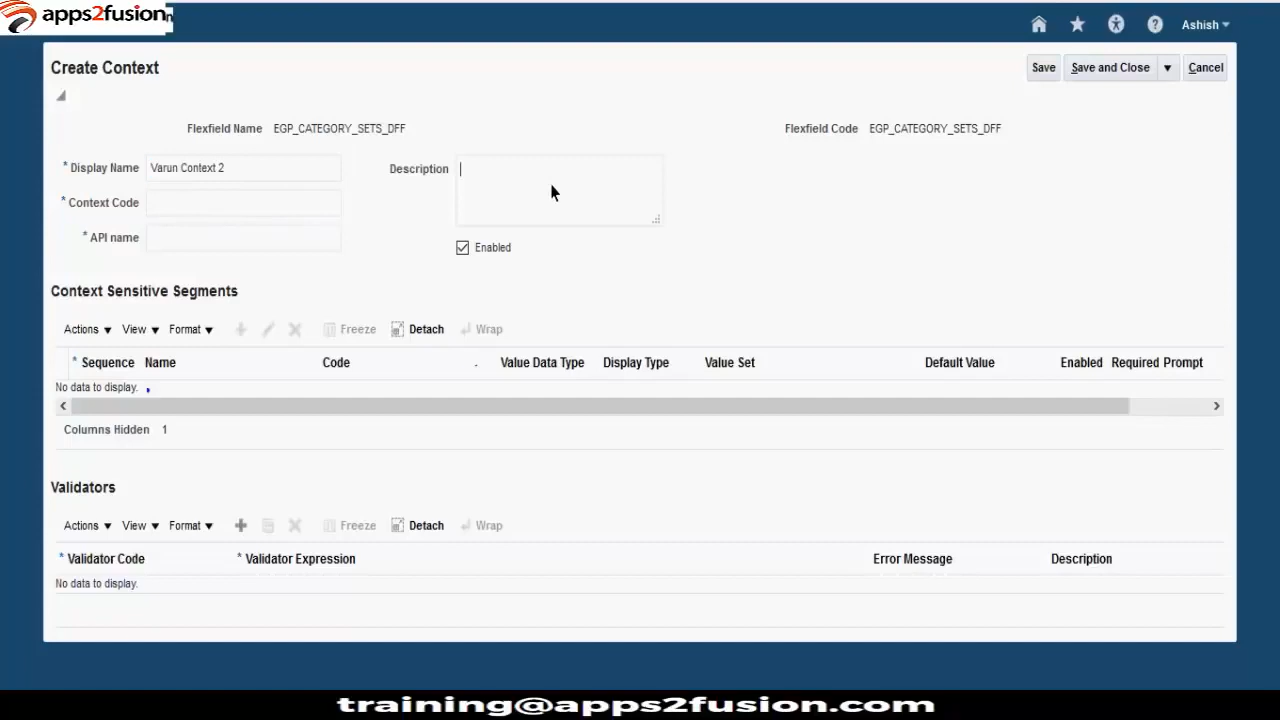 apps2fusion
Ashish
Create Context
Save
Save and Close
Cancel
Flexfield Name EGP_CATEGORY_SETS_DFF
Flexfield Code EGP_CATEGORY_SETS_DFF
* Display Name Varun Context 2
Description
* Context Code
* API name
Enabled
Context Sensitive Segments
Actions View Format Freeze Detach Wrap
* Sequence Name Code Value Data Type Display Type Value Set Default Value Enabled Required Prompt
No data to display.
Columns Hidden 1
Validators
Actions View Format Freeze Detach Wrap
* Validator Code * Validator Expression Error Message Description
No data to display.
training@apps2fusion.com